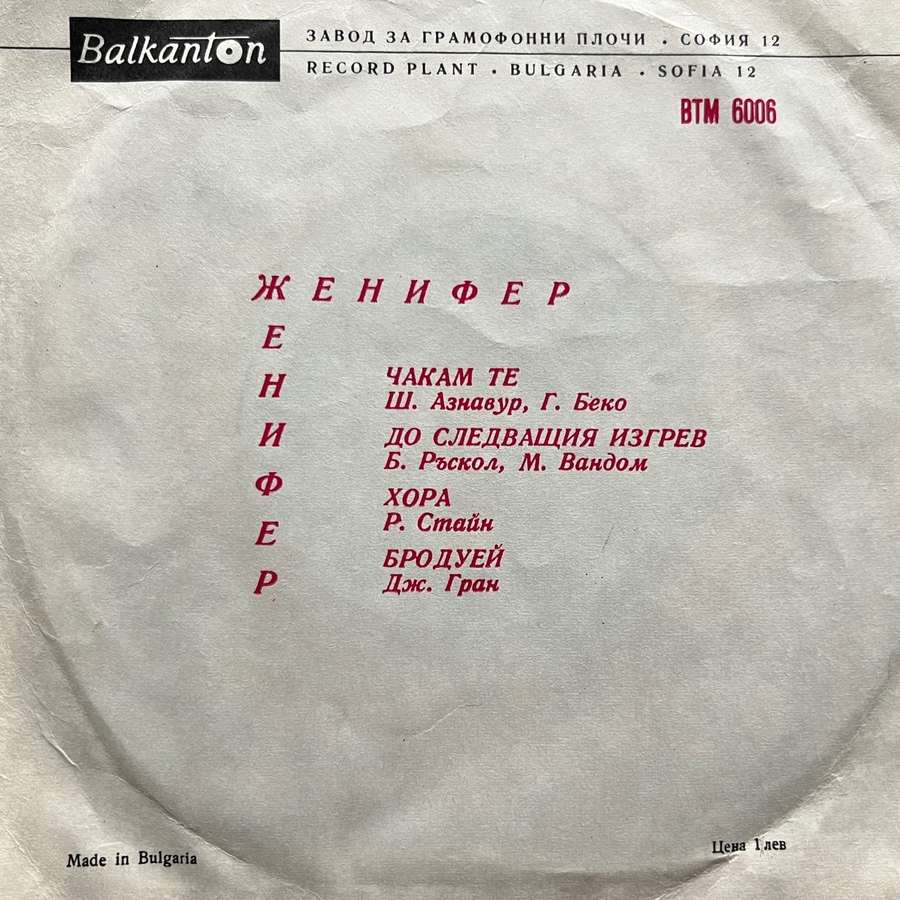 Balkanton
ЗАВОД ЗА ГРАМОФОННИ ПЛОЧИ • СОФИЯ 12
RECORD PLANT • BULGARIA • SOFIA 12
ВТМ 6006
ЖЕНИФЕР
Е
Н
И
Ф
Е
Р
ЧАКАМ ТЕ
Ш. Азнавур, Г. Беко
ДО СЛЕДВАЩИЯ ИЗГРЕВ
Б. Ръскол, М. Вандом
ХОРА
Р. Стайн
БРОДУЕЙ
Дж. Гран
Made in Bulgaria
Цена 1 лев